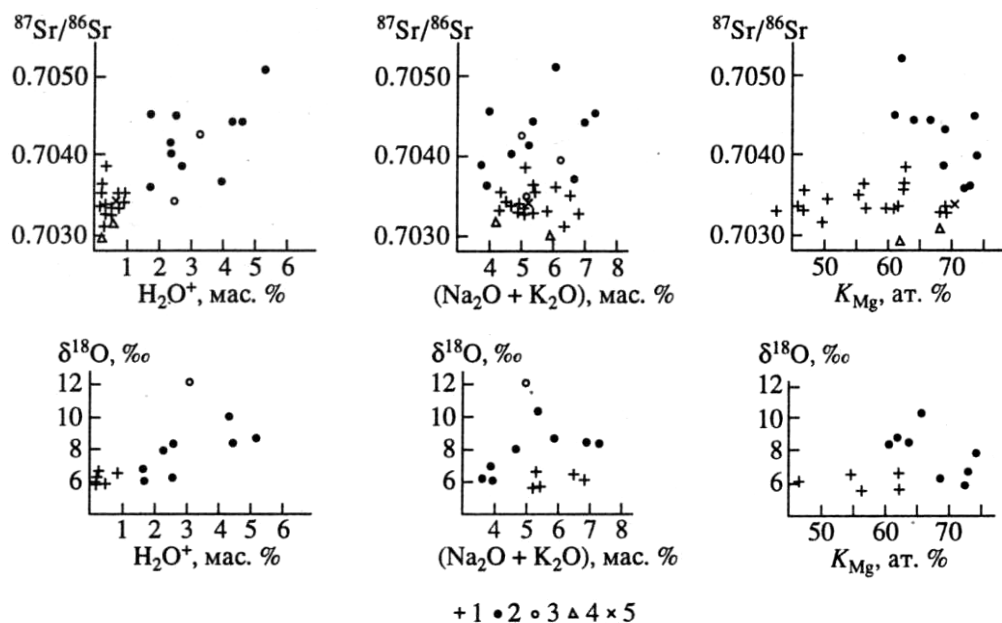 ⁸⁷Sr/⁸⁶Sr ⁸⁷Sr/⁸⁶Sr ⁸⁷Sr/⁸⁶Sr
0.7050 0.7050 0.7050
0.7040 0.7040 0.7040
0.7030 0.7030 0.7030
1 2 3 4 5 6 4 5 6 7 8 50 60 70
H₂O⁺, мас. % (Na₂O + K₂O), мас. % K_Mg, ат. %
δ¹⁸O, ‰ δ¹⁸O, ‰ δ¹⁸O, ‰
12 12 12
10 10 10
8 8 8
6 6 6
1 2 3 4 5 6 4 5 6 7 8 50 60 70
H₂O⁺, мас. % (Na₂O + K₂O), мас. % K_Mg, ат. %
+ 1 ● 2 ○ 3 △ 4 × 5